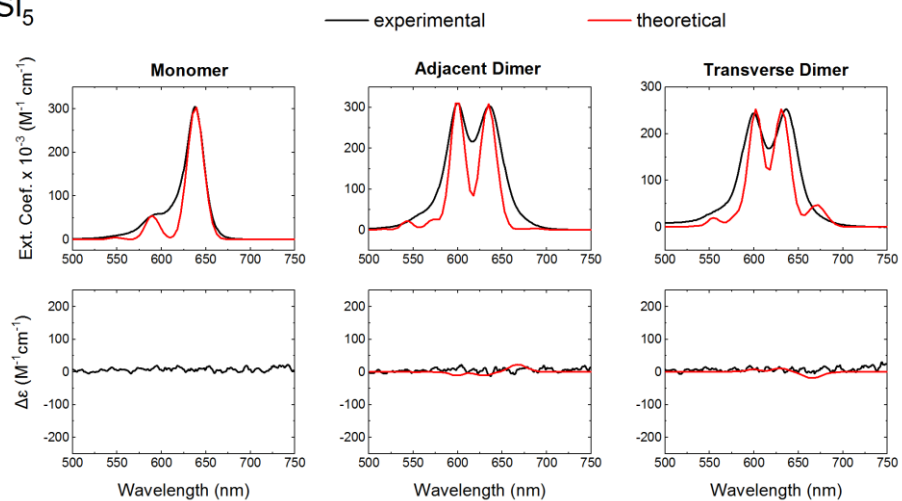 SI5
experimental theoretical
Monomer Adjacent Dimer Transverse Dimer
Ext. Coef. x 10-3 (M-1 cm-1)
300
200
100
0
500 550 600 650 700 750
300
200
100
0
500 550 600 650 700 750
300
200
100
0
500 550 600 650 700 750
Δε (M-1cm-1)
200
100
0
-100
-200
500 550 600 650 700 750
Wavelength (nm)
200
100
0
-100
-200
500 550 600 650 700 750
Wavelength (nm)
200
100
0
-100
-200
500 550 600 650 700 750
Wavelength (nm)